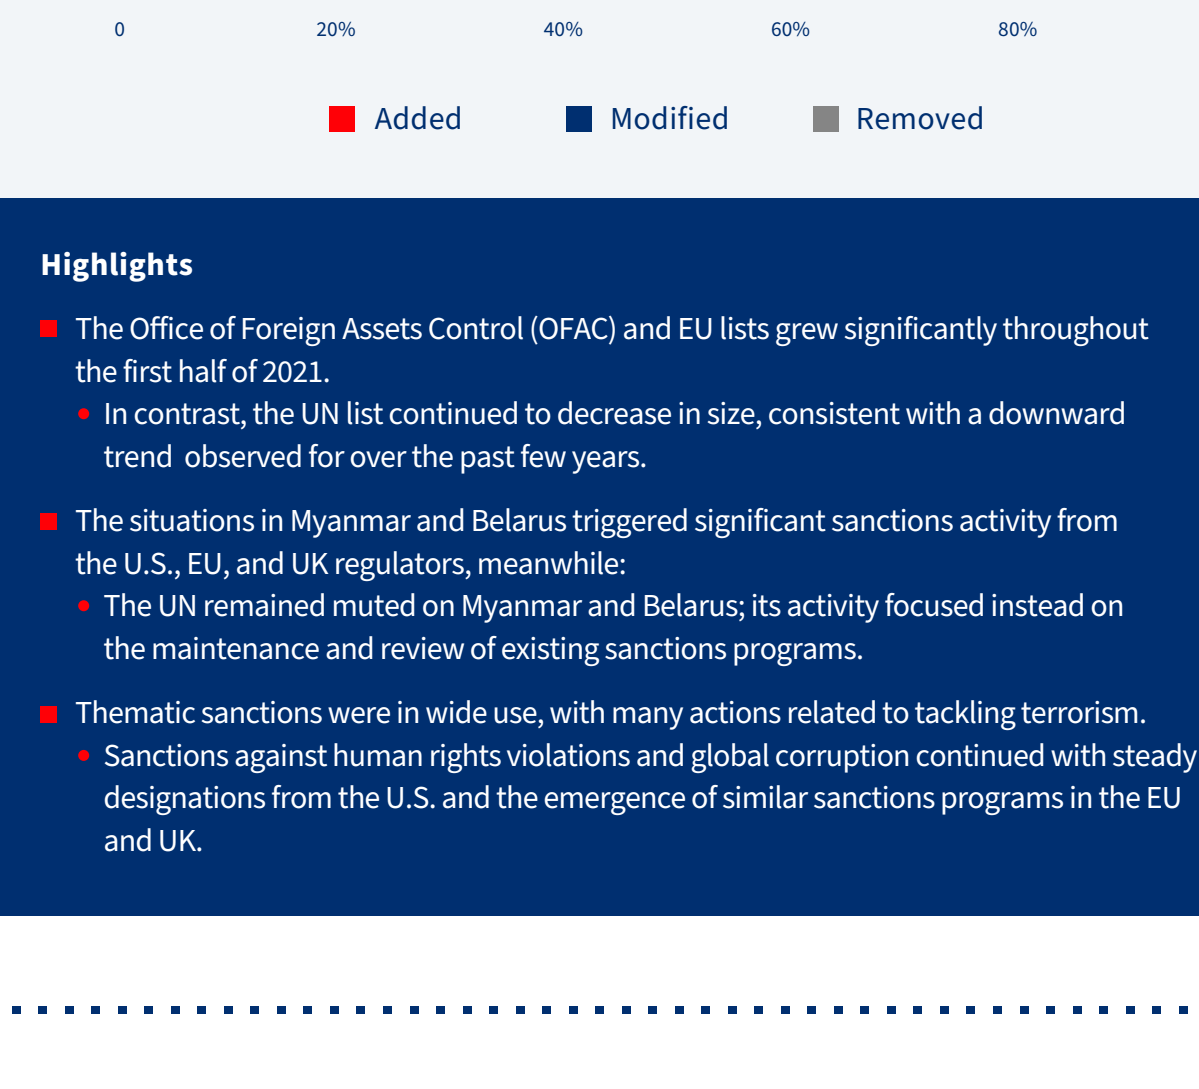 0 20% 40% 60% 80%
Added Modified Removed
Highlights
The Office of Foreign Assets Control (OFAC) and EU lists grew significantly throughout
the first half of 2021.
In contrast, the UN list continued to decrease in size, consistent with a downward
trend  observed for over the past few years.
The situations in Myanmar and Belarus triggered significant sanctions activity from
the U.S., EU, and UK regulators, meanwhile:
The UN remained muted on Myanmar and Belarus; its activity focused instead on
the maintenance and review of existing sanctions programs.
Thematic sanctions were in wide use, with many actions related to tackling terrorism.
Sanctions against human rights violations and global corruption continued with steady
designations from the U.S. and the emergence of similar sanctions programs in the EU
and UK.